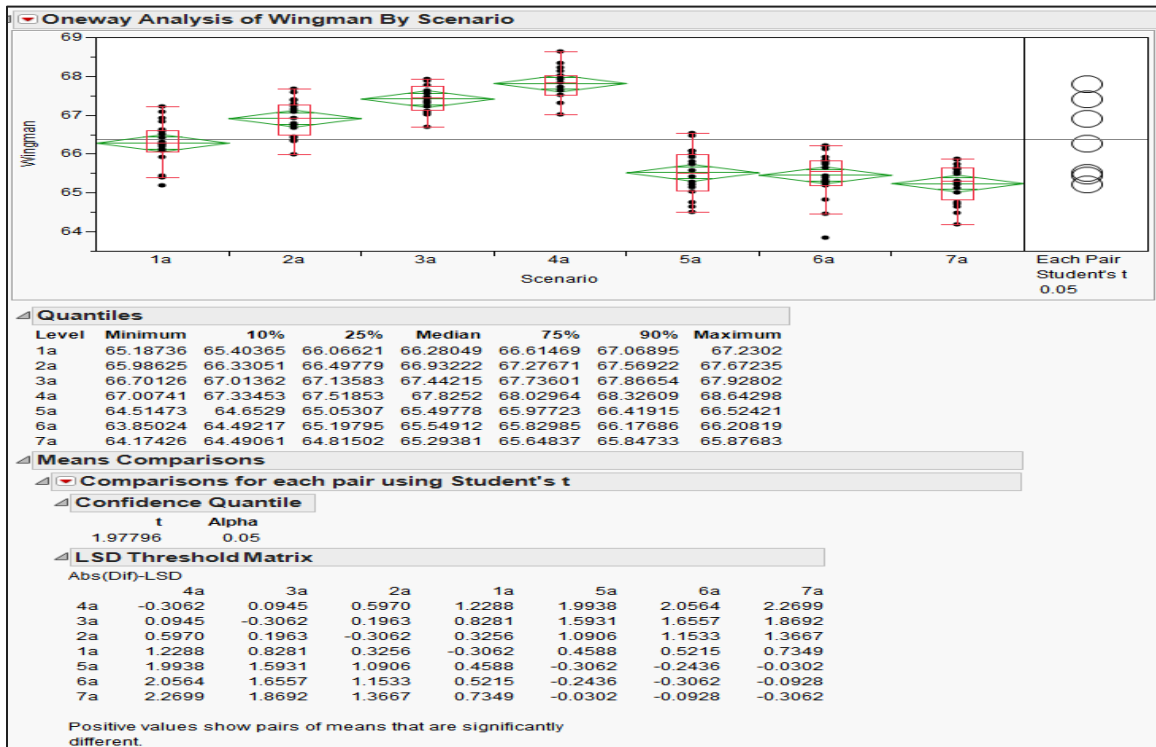 Oneway Analysis of Wingman By Scenario
69
68
67
66
65
64
Wingman
1a 2a 3a 4a 5a 6a 7a
Scenario
Each Pair
Student's t
0.05
Quantiles
Level Minimum 10% 25% Median 75% 90% Maximum
1a 65.18736 65.40365 66.06621 66.28049 66.61469 67.06895 67.2302
2a 65.98625 66.33051 66.49779 66.93222 67.27671 67.56922 67.67235
3a 66.70126 67.01362 67.13583 67.44215 67.73601 67.86654 67.92802
4a 67.00741 67.33453 67.51853 67.8252 68.02964 68.32609 68.64298
5a 64.51473 64.6529 65.05307 65.49778 65.97723 66.41915 66.52421
6a 63.85024 64.49217 65.19795 65.54912 65.82985 66.17686 66.20819
7a 64.17426 64.49061 64.81502 65.29381 65.64837 65.84733 65.87683
Means Comparisons
Comparisons for each pair using Student's t
Confidence Quantile
t Alpha
1.97796 0.05
LSD Threshold Matrix
Abs(Dif)-LSD
4a 3a 2a 1a 5a 6a 7a
4a -0.3062 0.0945 0.5970 1.2288 1.9938 2.0564 2.2699
3a 0.0945 -0.3062 0.1963 0.8281 1.5931 1.6557 1.8692
2a 0.5970 0.1963 -0.3062 0.3256 1.0906 1.1533 1.3667
1a 1.2288 0.8281 0.3256 -0.3062 0.4588 0.5215 0.7349
5a 1.9938 1.5931 1.0906 0.4588 -0.3062 -0.2436 -0.0302
6a 2.0564 1.6557 1.1533 0.5215 -0.2436 -0.3062 -0.0928
7a 2.2699 1.8692 1.3667 0.7349 -0.0302 -0.0928 -0.3062
Positive values show pairs of means that are significantly
different.